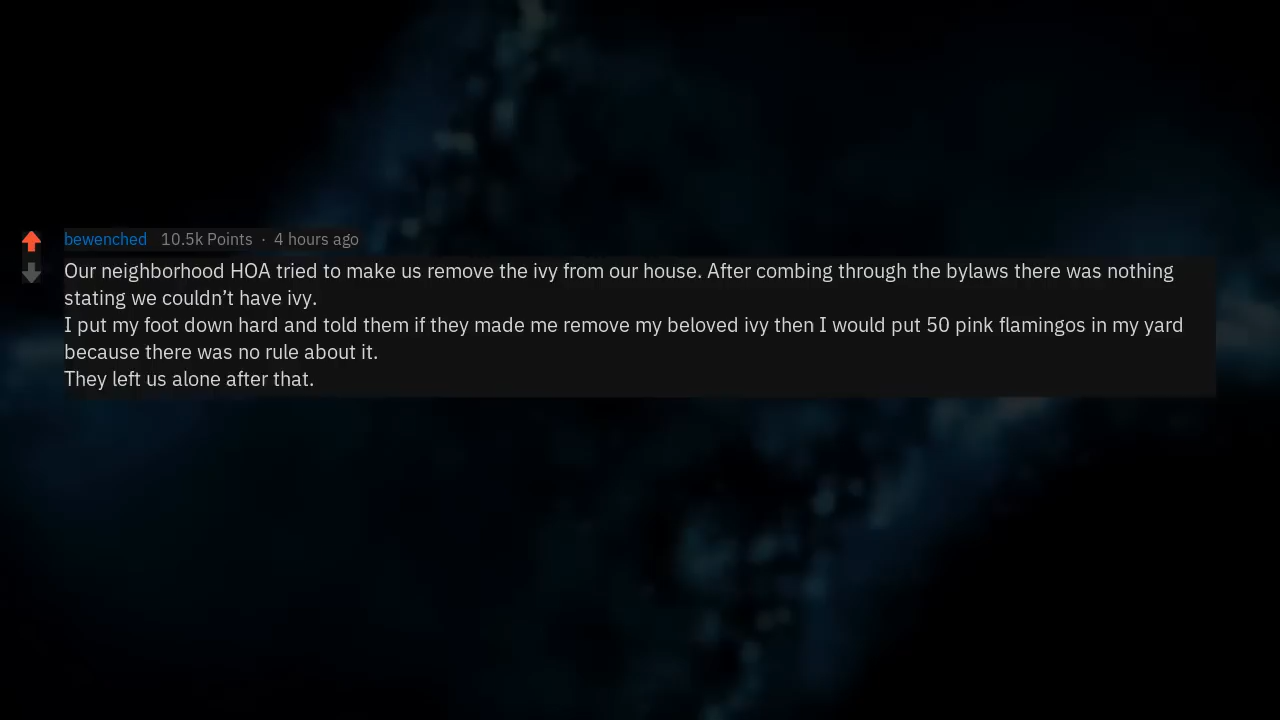 bewenched 10.5k Points · 4 hours ago
Our neighborhood HOA tried to make us remove the ivy from our house. After combing through the bylaws there was nothing
stating we couldn’t have ivy.
I put my foot down hard and told them if they made me remove my beloved ivy then I would put 50 pink flamingos in my yard
because there was no rule about it.
They left us alone after that.